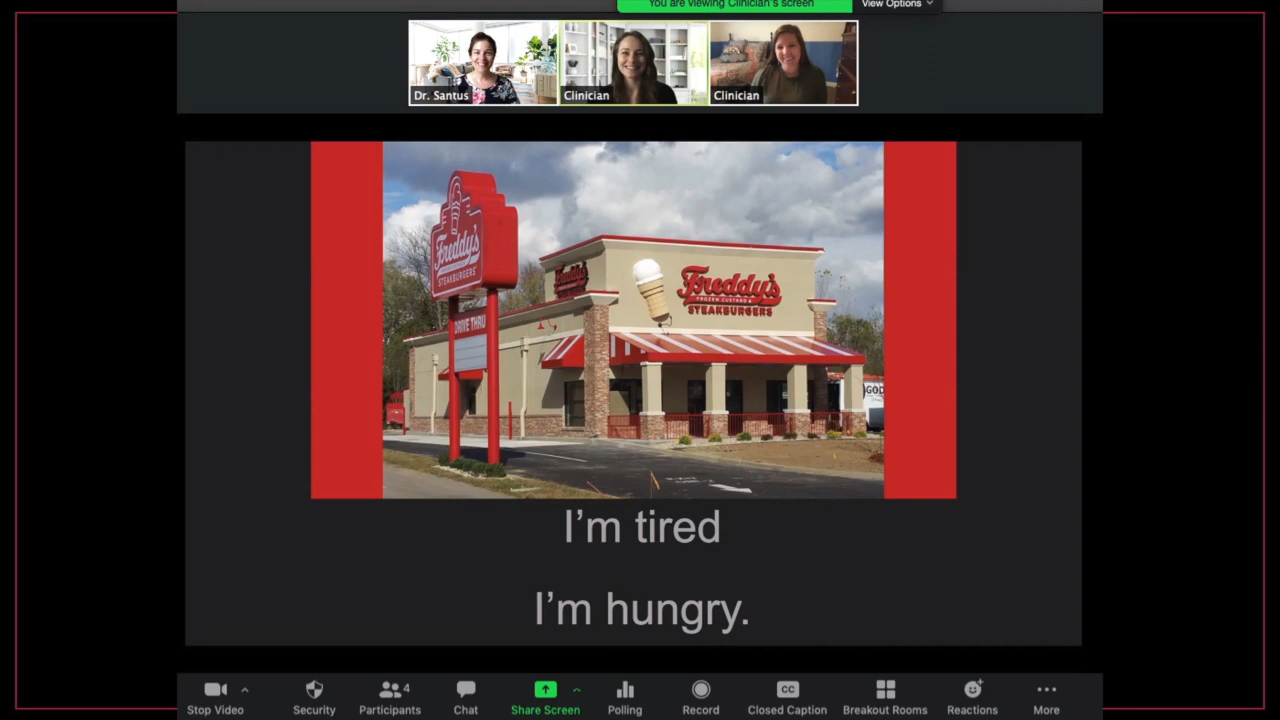 You are viewing Clinician's screen
View Options
Dr. Santus
Clinician
Clinician
Freddy's
STEAKBURGERS
DRIVE THRU
Freddy's
Freddy's
FROZEN CUSTARD &
STEAKBURGERS
GOD
I'm tired
I'm hungry.
Stop Video
Security
Participants
4
Chat
Share Screen
Polling
Record
CC
Closed Caption
Breakout Rooms
Reactions
More